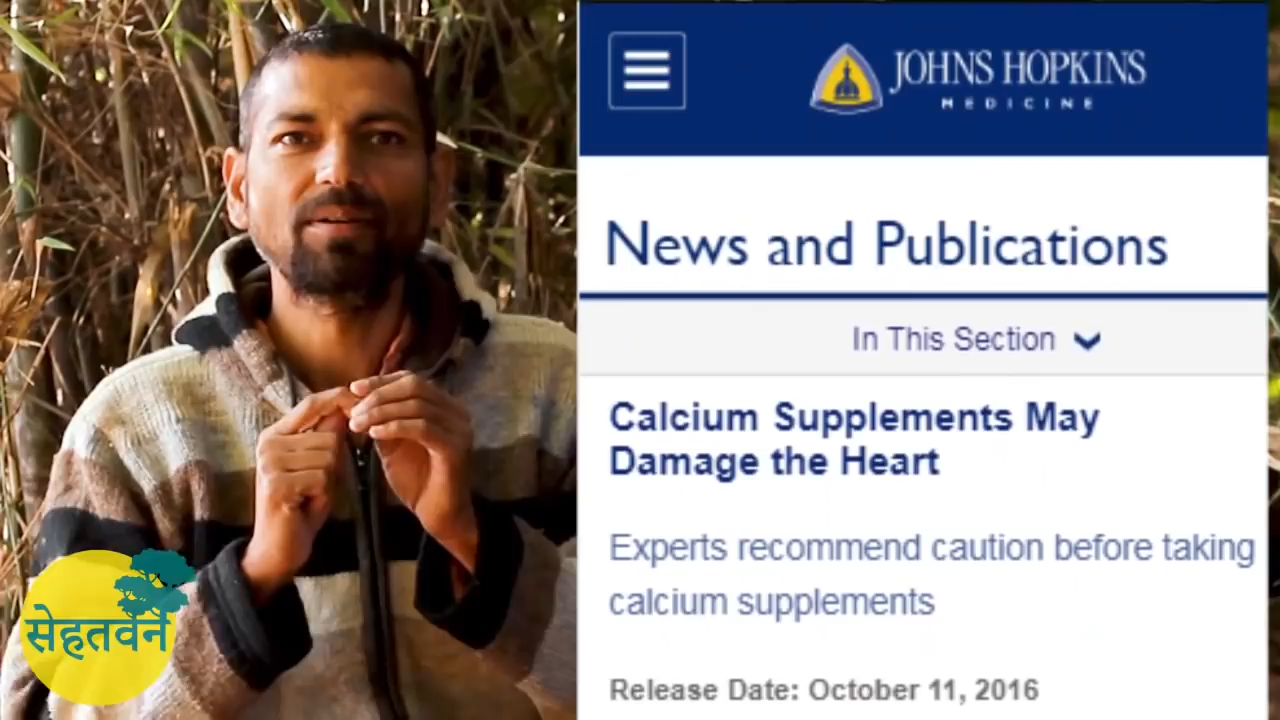 JOHNS HOPKINS
MEDICINE
News and Publications
In This Section
Calcium Supplements May
Damage the Heart
Experts recommend caution before taking
calcium supplements
Release Date: October 11, 2016
सेहतवन